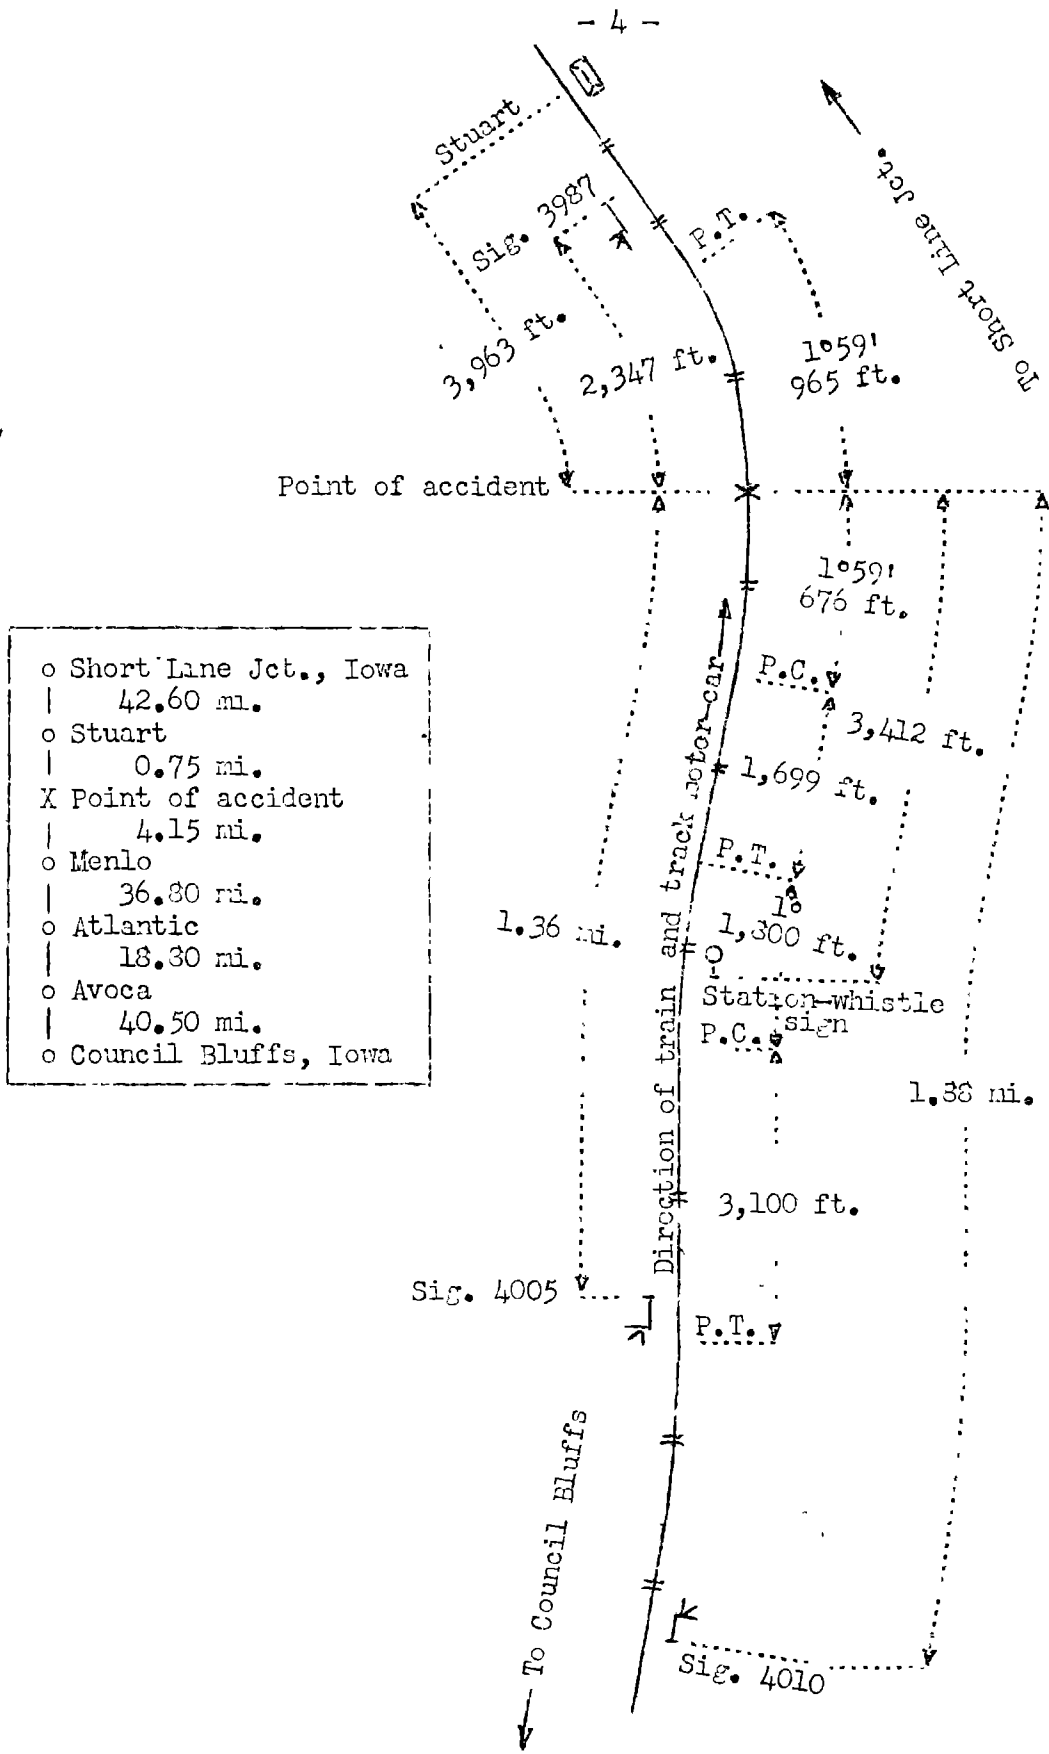 - 4 -
Stuart
Sig. 3987
P.T.
To Short Line Jct.
3,963 ft.
2,347 ft.
1°59'
965 ft.
Point of accident
1°59'
676 ft.
P.C.
3,412 ft.
1,699 ft.
P.T.
1°
1,800 ft.
Station-whistle
sign
P.C.
1.36 mi.
1.88 mi.
Direction of train and track motor-car
3,100 ft.
Sig. 4005
P.T.
To Council Bluffs
Sig. 4010
Short Line Jct., Iowa
42.60 mi.
Stuart
0.75 mi.
X Point of accident
4.15 mi.
Menlo
36.80 mi.
Atlantic
18.30 mi.
Avoca
40.50 mi.
Council Bluffs, Iowa